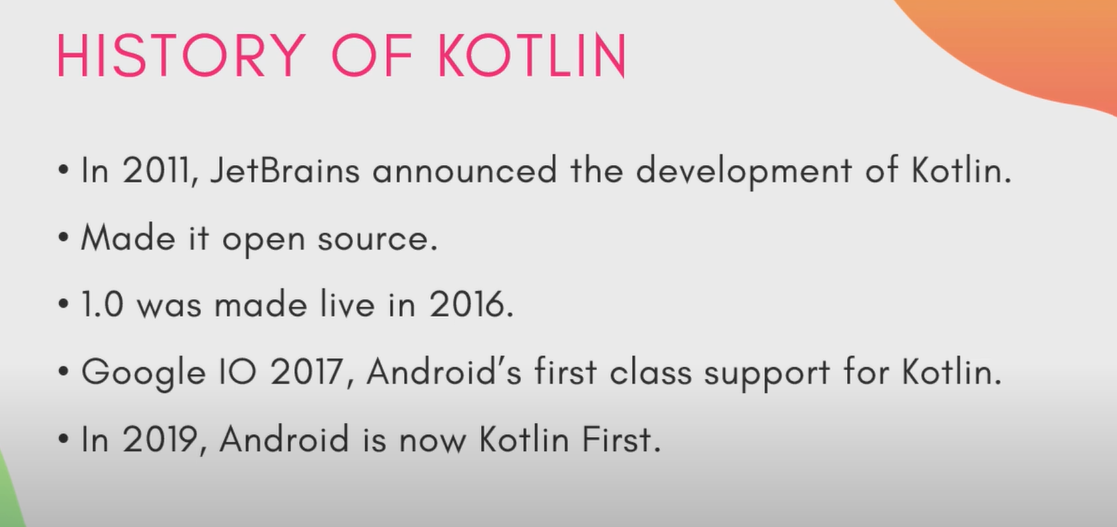 HISTORY OF KOTLIN
• In 2011, JetBrains announced the development of Kotlin.
• Made it open source.
• 1.0 was made live in 2016.
• Google IO 2017, Android’s first class support for Kotlin.
• In 2019, Android is now Kotlin First.